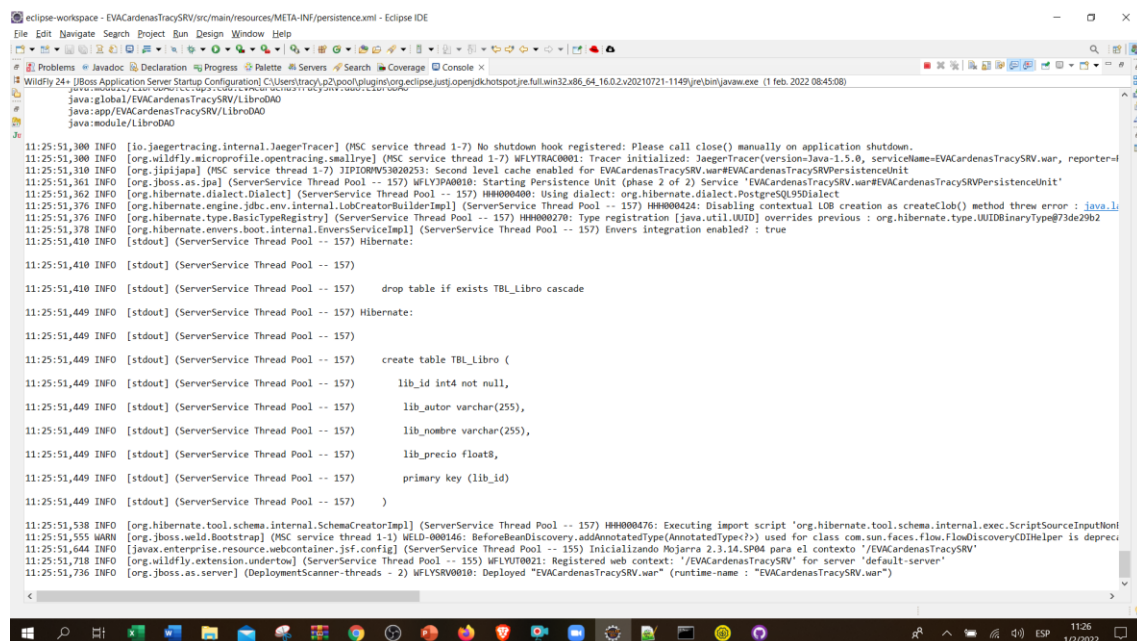 eclipse-workspace - EVACardenasTracySRV/src/main/resources/META-INF/persistence.xml - Eclipse IDE
File Edit Navigate Search Project Run Design Window Help
Problems Javadoc Declaration Progress Palette Servers Search Coverage Console
WildFly 24+ [JBoss Application Server Startup Configuration] C:\Users\tracy\.p2\pool\plugins\org.eclipse.justj.openjdk.hotspot.jre.full.win32.x86_64_16.0.2.v20210721-1149\jre\bin\javaw.exe (1 feb. 2022 08:45:08)
java:module/LibroDAO!ec.ups.edu.EVACardenasTracySRV.dao.LibroDAO
java:global/EVACardenasTracySRV/LibroDAO
java:app/EVACardenasTracySRV/LibroDAO
java:module/LibroDAO
11:25:51,300 INFO [io.jaegertracing.internal.JaegerTracer] (MSC service thread 1-7) No shutdown hook registered: Please call close() manually on application shutdown.
11:25:51,300 INFO [org.wildfly.microprofile.opentracing.smallrye] (MSC service thread 1-7) WFLYTRAC0001: Tracer initialized: JaegerTracer(version=Java-1.5.0, serviceName=EVACardenasTracySRV.war, reporter=
11:25:51,310 INFO [org.jipijapa] (MSC service thread 1-7) JIPIORMV53020253: Second level cache enabled for EVACardenasTracySRV.war#EVACardenasTracySRVPersistenceUnit
11:25:51,361 INFO [org.jboss.as.jpa] (ServerService Thread Pool -- 157) WFLYJPA0010: Starting Persistence Unit (phase 2 of 2) Service 'EVACardenasTracySRV.war#EVACardenasTracySRVPersistenceUnit'
11:25:51,362 INFO [org.hibernate.dialect.Dialect] (ServerService Thread Pool -- 157) HHH000400: Using dialect: org.hibernate.dialect.PostgreSQL95Dialect
11:25:51,376 INFO [org.hibernate.engine.jdbc.env.internal.LobCreatorBuilderImpl] (ServerService Thread Pool -- 157) HHH000424: Disabling contextual LOB creation as createClob() method threw error : java.la
11:25:51,376 INFO [org.hibernate.type.BasicTypeRegistry] (ServerService Thread Pool -- 157) HHH000270: Type registration [java.util.UUID] overrides previous : org.hibernate.type.UUIDBinaryType@73de29b2
11:25:51,378 INFO [org.hibernate.envers.boot.internal.EnversServiceImpl] (ServerService Thread Pool -- 157) Envers integration enabled? : true
11:25:51,410 INFO [stdout] (ServerService Thread Pool -- 157) Hibernate:
11:25:51,410 INFO [stdout] (ServerService Thread Pool -- 157)
11:25:51,410 INFO [stdout] (ServerService Thread Pool -- 157) drop table if exists TBL_Libro cascade
11:25:51,449 INFO [stdout] (ServerService Thread Pool -- 157) Hibernate:
11:25:51,449 INFO [stdout] (ServerService Thread Pool -- 157)
11:25:51,449 INFO [stdout] (ServerService Thread Pool -- 157) create table TBL_Libro (
11:25:51,449 INFO [stdout] (ServerService Thread Pool -- 157) lib_id int4 not null,
11:25:51,449 INFO [stdout] (ServerService Thread Pool -- 157) lib_autor varchar(255),
11:25:51,449 INFO [stdout] (ServerService Thread Pool -- 157) lib_nombre varchar(255),
11:25:51,449 INFO [stdout] (ServerService Thread Pool -- 157) lib_precio float8,
11:25:51,449 INFO [stdout] (ServerService Thread Pool -- 157) primary key (lib_id)
11:25:51,449 INFO [stdout] (ServerService Thread Pool -- 157) )
11:25:51,538 INFO [org.hibernate.tool.schema.internal.SchemaCreatorImpl] (ServerService Thread Pool -- 157) HHH000476: Executing import script 'org.hibernate.tool.schema.internal.exec.ScriptSourceInputNonE
11:25:51,555 WARN [org.jboss.weld.Bootstrap] (MSC service thread 1-1) WELD-000146: BeforeBeanDiscovery.addAnnotatedType(AnnotatedType<?>) used for class com.sun.faces.flow.FlowDiscoveryCDIHelper is depreca
11:25:51,644 INFO [javax.enterprise.resource.webcontainer.jsf.config] (ServerService Thread Pool -- 155) Inicializando Mojarra 2.3.14.SP04 para el contexto '/EVACardenasTracySRV'
11:25:51,718 INFO [org.wildfly.extension.undertow] (ServerService Thread Pool -- 155) WFLYUT0021: Registered web context: '/EVACardenasTracySRV' for server 'default-server'
11:25:51,736 INFO [org.jboss.as.server] (DeploymentScanner-threads - 2) WFLYSRV0010: Deployed "EVACardenasTracySRV.war" (runtime-name : "EVACardenasTracySRV.war")
ESP
11:26
1/2/2022